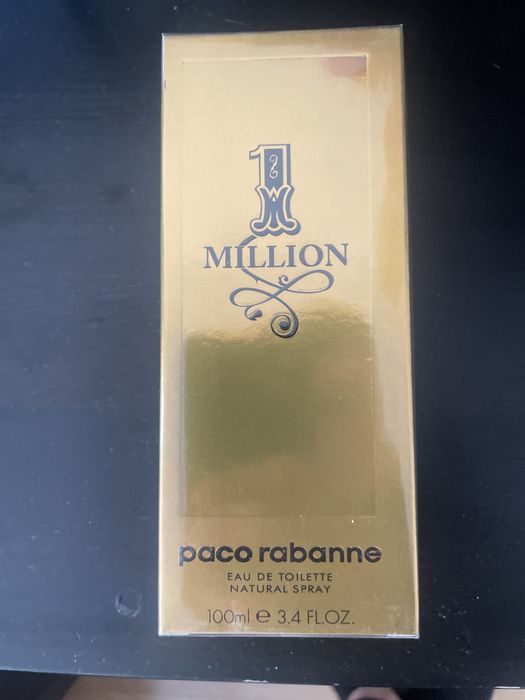 1
MILLION
paco rabanne
EAU DE TOILETTE
NATURAL SPRAY
100ml e 3.4 FL.OZ.